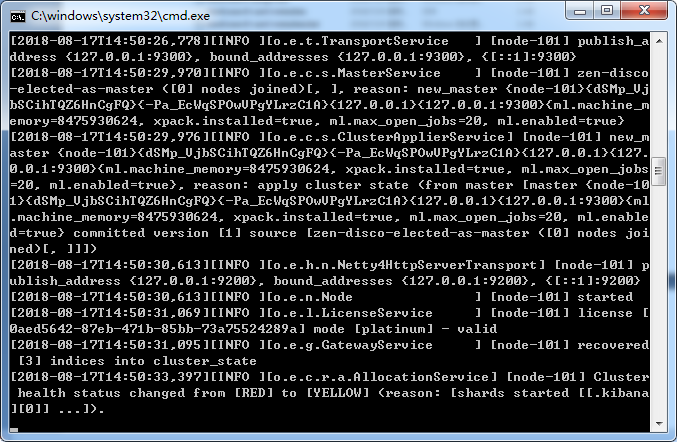 C:\windows\system32\cmd.exe
[2018-08-17T14:50:26,778][INFO ][o.e.t.TransportService   ] [node-101] publish_a
ddress {127.0.0.1:9300}, bound_addresses {127.0.0.1:9300}, {[::1]:9300}
[2018-08-17T14:50:29,970][INFO ][o.e.c.s.MasterService    ] [node-101] zen-disco
-elected-as-master ([0] nodes joined)[, ], reason: new_master {node-101}{dSMp_Vj
bSCihTQZ6HnCgFQ}{-Pa_EcWqSPOwVPgYLrzC1A}{127.0.0.1}{127.0.0.1:9300}{ml.machine_m
emory=8475930624, xpack.installed=true, ml.max_open_jobs=20, ml.enabled=true}
[2018-08-17T14:50:29,976][INFO ][o.e.c.s.ClusterApplierService] [node-101] new_m
aster {node-101}{dSMp_VjbSCihTQZ6HnCgFQ}{-Pa_EcWqSPOwVPgYLrzC1A}{127.0.0.1}{127.
0.0.1:9300}{ml.machine_memory=8475930624, xpack.installed=true, ml.max_open_jobs
=20, ml.enabled=true}, reason: apply cluster state (from master [master {node-10
1}{dSMp_VjbSCihTQZ6HnCgFQ}{-Pa_EcWqSPOwVPgYLrzC1A}{127.0.0.1}{127.0.0.1:9300}{ml
.machine_memory=8475930624, xpack.installed=true, ml.max_open_jobs=20, ml.enable
d=true} committed version [1] source [zen-disco-elected-as-master ([0] nodes joi
ned)[, ]]])
[2018-08-17T14:50:30,613][INFO ][o.e.h.n.Netty4HttpServerTransport] [node-101] p
ublish_address {127.0.0.1:9200}, bound_addresses {127.0.0.1:9200}, {[::1]:9200}
[2018-08-17T14:50:30,613][INFO ][o.e.n.Node               ] [node-101] started
[2018-08-17T14:50:31,069][INFO ][o.e.l.LicenseService     ] [node-101] license [
0aed5642-87eb-471b-85bb-73a75524289a] mode [platinum] - valid
[2018-08-17T14:50:31,095][INFO ][o.e.g.GatewayService     ] [node-101] recovered
 [3] indices into cluster_state
[2018-08-17T14:50:33,397][INFO ][o.e.c.r.a.AllocationService] [node-101] Cluster
 health status changed from [RED] to [YELLOW] (reason: [shards started [[.kibana
][0]] ...]).